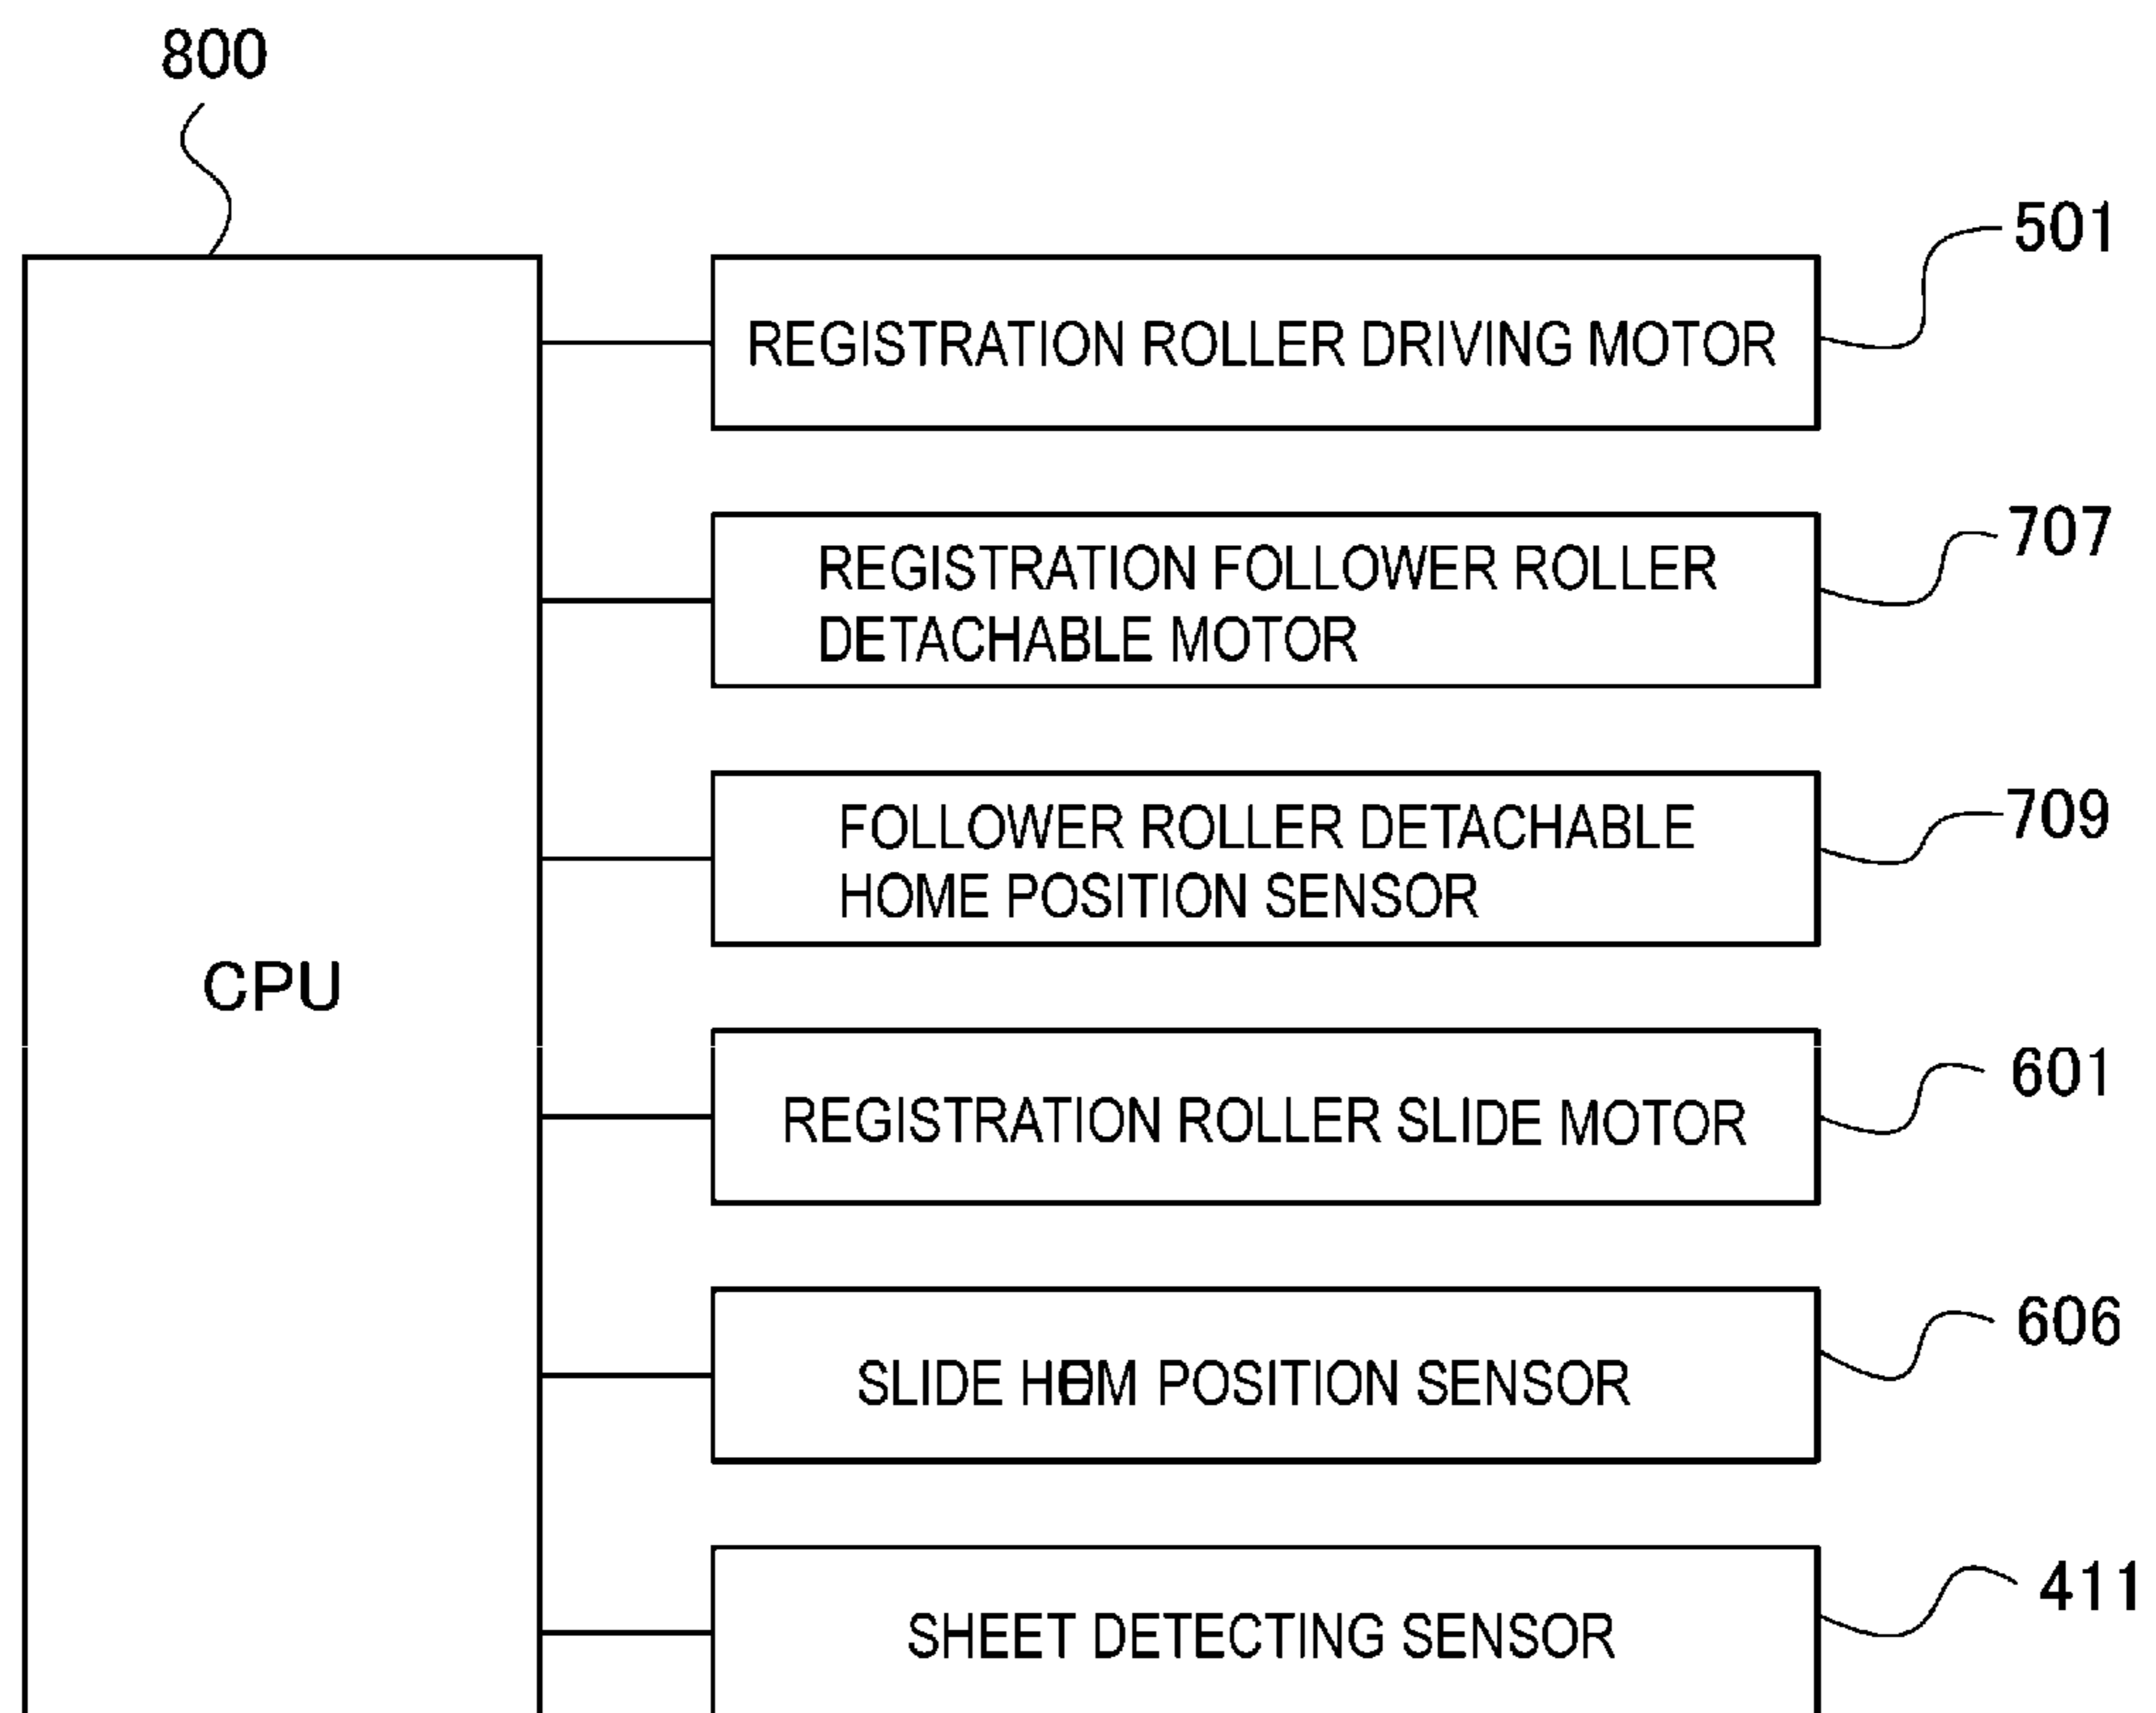 800
501
REGISTRATION ROLLER DRIVING MOTOR
707
REGISTRATION FOLLOWER ROLLER
DETACHABLE MOTOR
709
FOLLOWER ROLLER DETACHABLE
HOME POSITION SENSOR
CPU
601
REGISTRATION ROLLER SLIDE MOTOR
606
SLIDE POSITION SENSOR
411
SHEET DETECTING SENSOR